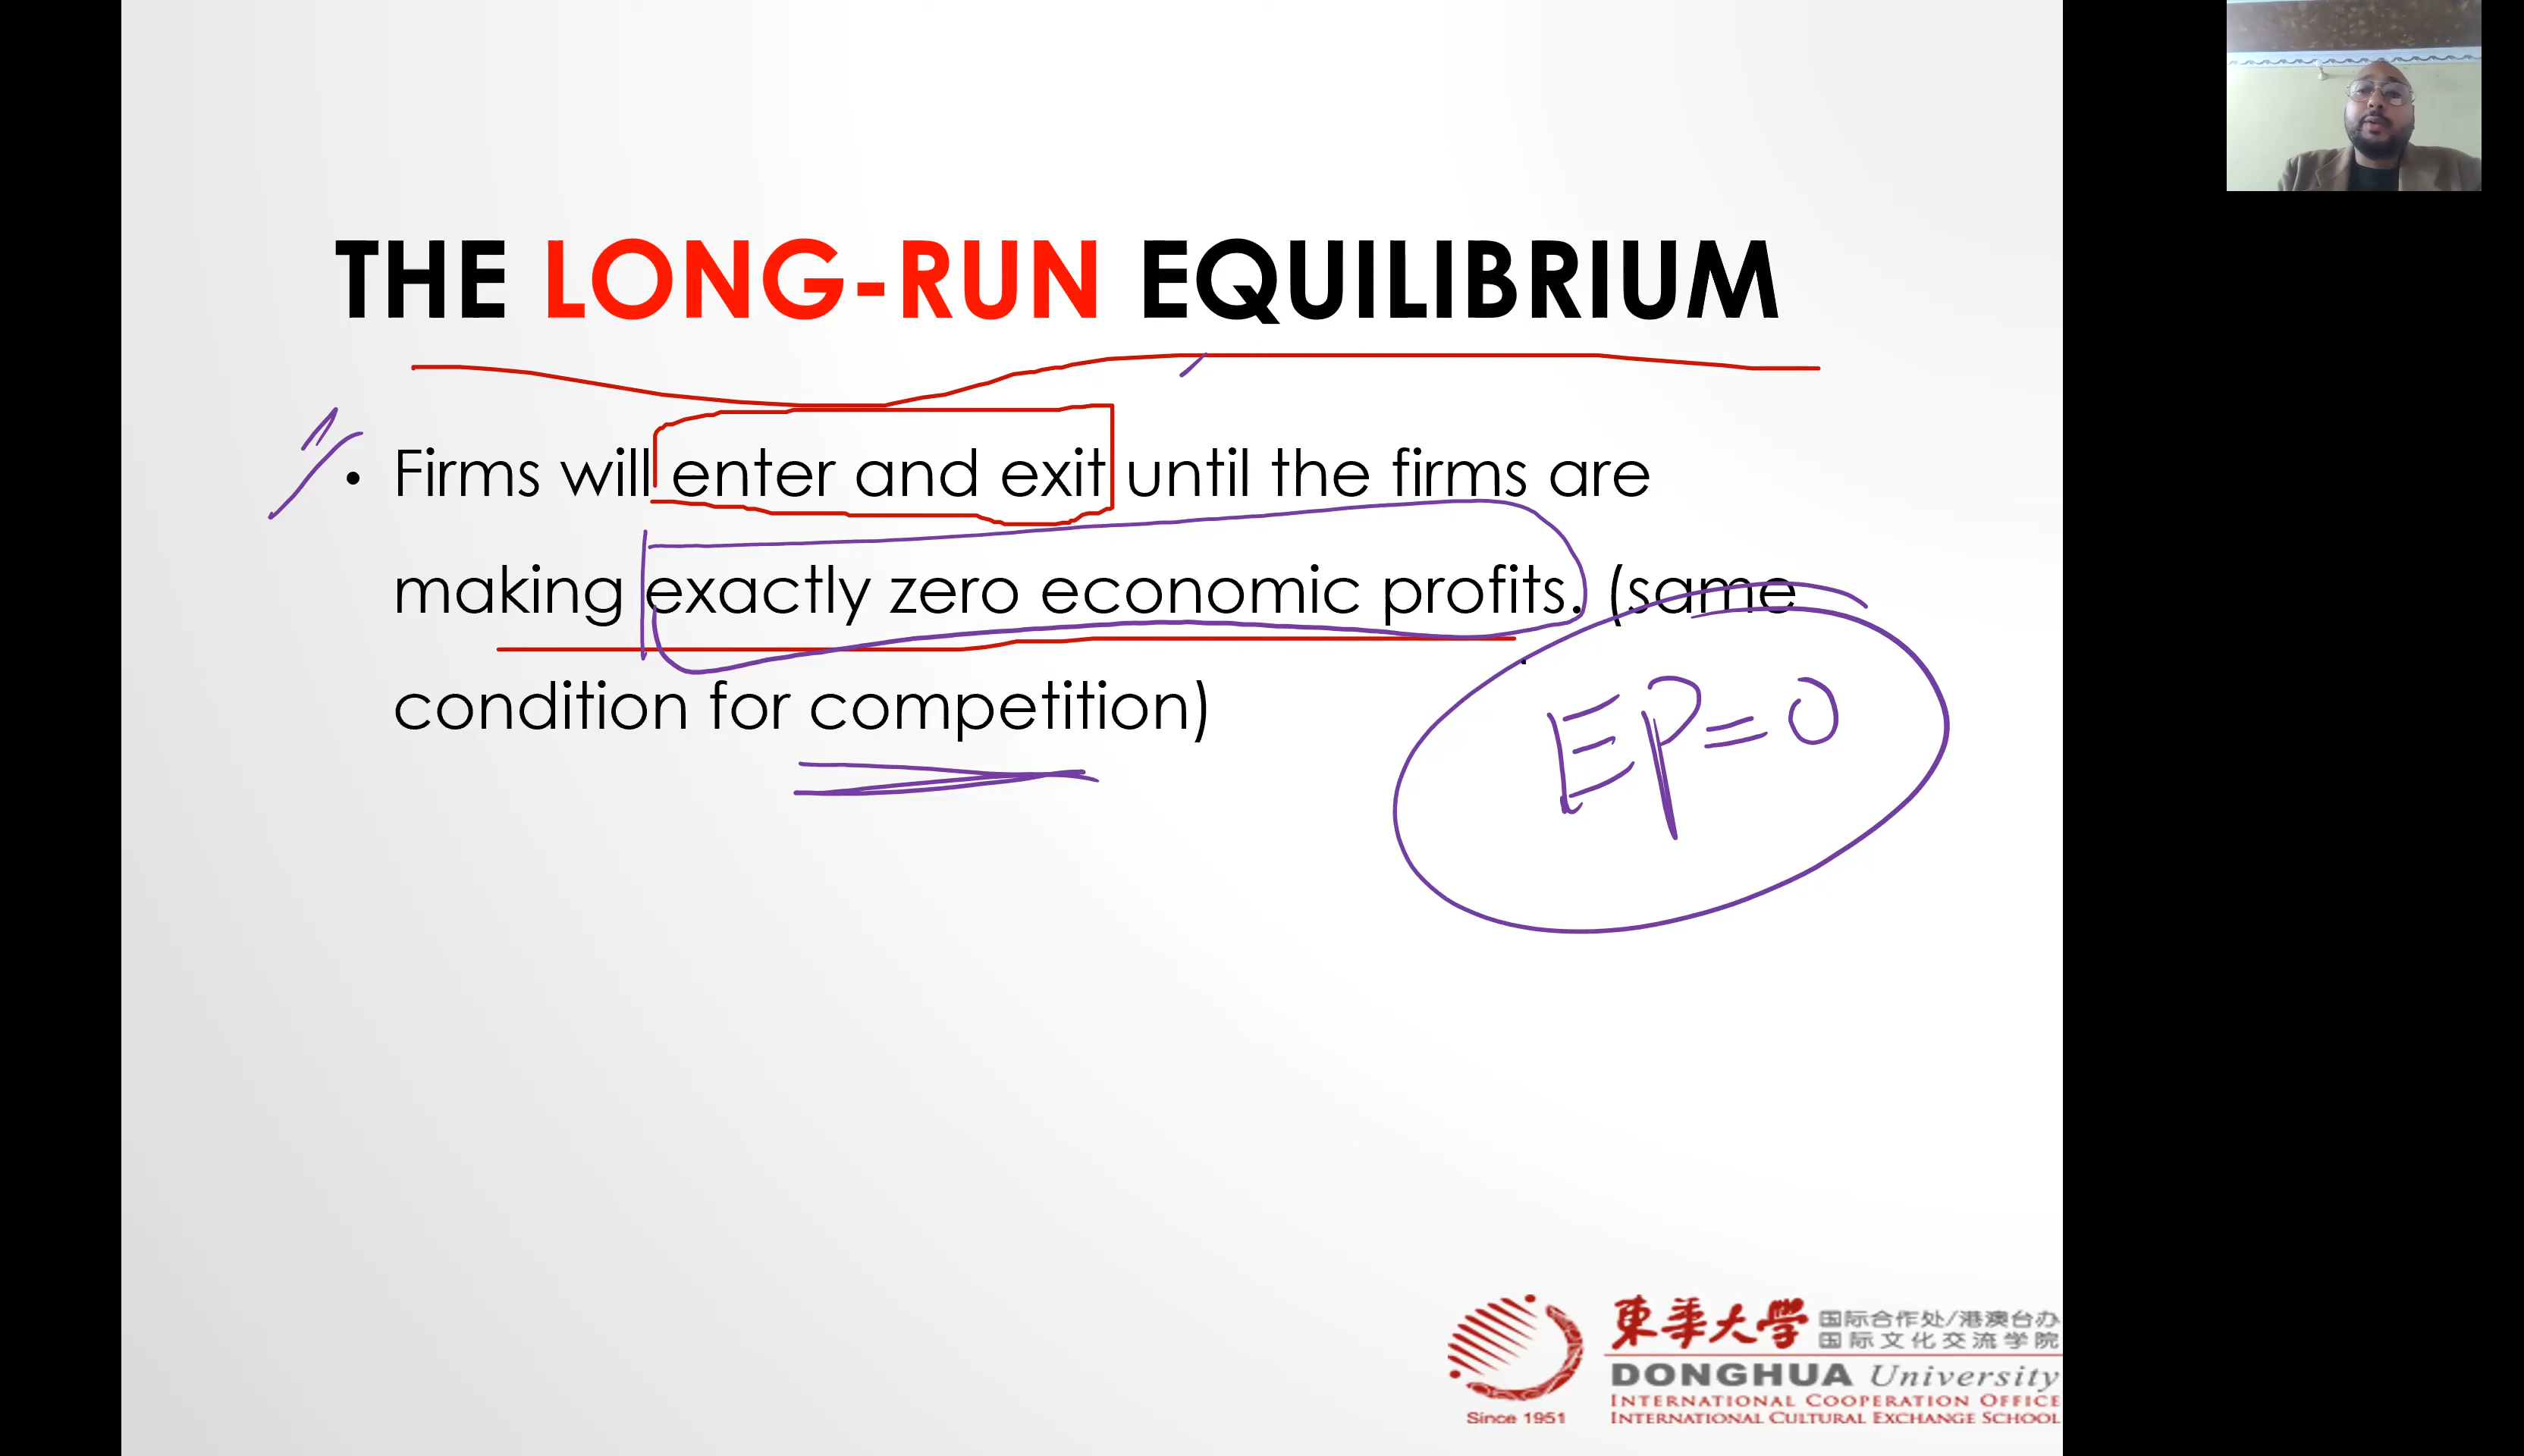 THE LONG-RUN EQUILIBRIUM
• Firms will enter and exit until the firms are
making exactly zero economic profits. (same
condition for competition)
EP=0
東華大學
国际合作处/港澳台办
国际文化交流学院
DONGHUA University
INTERNATIONAL COOPERATION OFFICE
INTERNATIONAL CULTURAL EXCHANGE SCHOOL
Since 1951